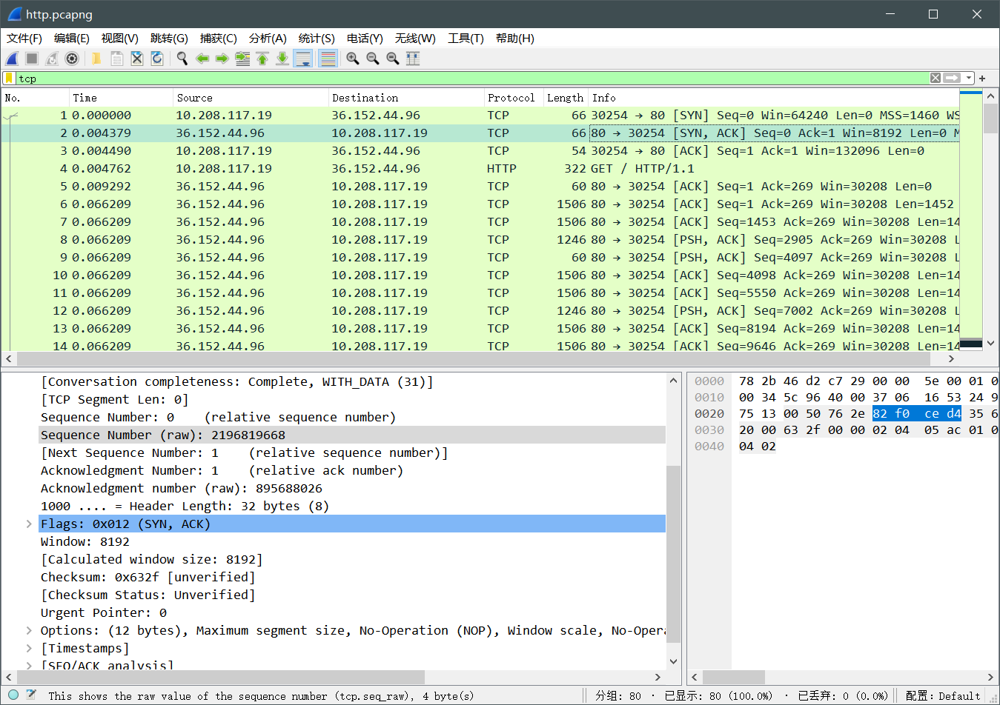 http.pcapng
文件(F) 编辑(E) 视图(V) 跳转(G) 捕获(C) 分析(A) 统计(S) 电话(Y) 无线(W) 工具(T) 帮助(H)
tcp
No. Time Source Destination Protocol Length Info
1 0.000000 10.208.117.19 36.152.44.96 TCP 66 30254 → 80 [SYN] Seq=0 Win=64240 Len=0 MSS=1460 WS
2 0.004379 36.152.44.96 10.208.117.19 TCP 66 80 → 30254 [SYN, ACK] Seq=0 Ack=1 Win=8192 Len=0 M
3 0.004490 10.208.117.19 36.152.44.96 TCP 54 30254 → 80 [ACK] Seq=1 Ack=1 Win=132096 Len=0
4 0.004762 10.208.117.19 36.152.44.96 HTTP 322 GET / HTTP/1.1
5 0.009292 36.152.44.96 10.208.117.19 TCP 60 80 → 30254 [ACK] Seq=1 Ack=269 Win=30208 Len=0
6 0.066209 36.152.44.96 10.208.117.19 TCP 1506 80 → 30254 [ACK] Seq=1 Ack=269 Win=30208 Len=1452
7 0.066209 36.152.44.96 10.208.117.19 TCP 1506 80 → 30254 [ACK] Seq=1453 Ack=269 Win=30208 Len=14
8 0.066209 36.152.44.96 10.208.117.19 TCP 1246 80 → 30254 [PSH, ACK] Seq=2905 Ack=269 Win=30208 L
9 0.066209 36.152.44.96 10.208.117.19 TCP 60 80 → 30254 [PSH, ACK] Seq=4097 Ack=269 Win=30208 L
10 0.066209 36.152.44.96 10.208.117.19 TCP 1506 80 → 30254 [ACK] Seq=4098 Ack=269 Win=30208 Len=14
11 0.066209 36.152.44.96 10.208.117.19 TCP 1506 80 → 30254 [ACK] Seq=5550 Ack=269 Win=30208 Len=14
12 0.066209 36.152.44.96 10.208.117.19 TCP 1246 80 → 30254 [PSH, ACK] Seq=7002 Ack=269 Win=30208 L
13 0.066209 36.152.44.96 10.208.117.19 TCP 1506 80 → 30254 [ACK] Seq=8194 Ack=269 Win=30208 Len=14
14 0.066209 36.152.44.96 10.208.117.19 TCP 1506 80 → 30254 [ACK] Seq=9646 Ack=269 Win=30208 Len=14
[Conversation completeness: Complete, WITH_DATA (31)]
[TCP Segment Len: 0]
Sequence Number: 0 (relative sequence number)
Sequence Number (raw): 2196819668
[Next Sequence Number: 1 (relative sequence number)]
Acknowledgment Number: 1 (relative ack number)
Acknowledgment number (raw): 895688026
1000 .... = Header Length: 32 bytes (8)
Flags: 0x012 (SYN, ACK)
Window: 8192
[Calculated window size: 8192]
Checksum: 0x632f [unverified]
[Checksum Status: Unverified]
Urgent Pointer: 0
Options: (12 bytes), Maximum segment size, No-Operation (NOP), Window scale, No-Oper
[Timestamps]
[SEQ/ACK analysis]
0000 78 2b 46 d2 c7 29 00 00 5e 00 01 0
0010 00 34 5c 96 40 00 37 06 16 53 24 9
0020 75 13 00 50 76 2e 82 f0 ce d4 35 6
0030 20 00 63 2f 00 00 02 04 05 ac 01 0
0040 04 02
This shows the raw value of the sequence number (tcp.seq_raw), 4 byte(s)
分组: 80 · 已显示: 80 (100.0%) · 已丢弃: 0 (0.0%)
配置: Default